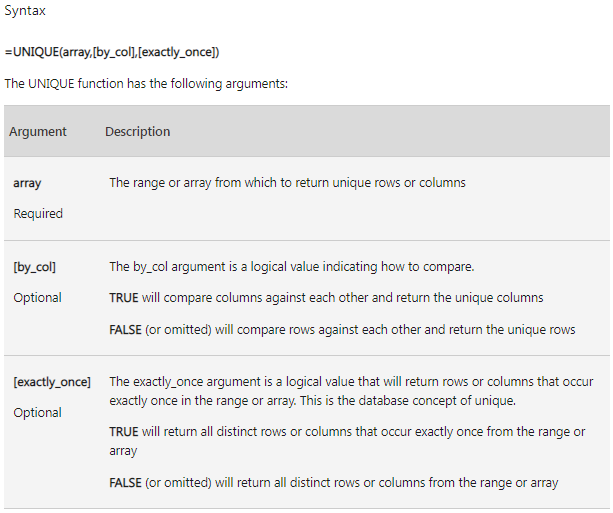 Syntax
=UNIQUE(array,[by_col],[exactly_once])
The UNIQUE function has the following arguments:
Argument Description
array The range or array from which to return unique rows or columns
Required
[by_col] The by_col argument is a logical value indicating how to compare.
Optional TRUE will compare columns against each other and return the unique columns
FALSE (or omitted) will compare rows against each other and return the unique rows
[exactly_once] The exactly_once argument is a logical value that will return rows or columns that occur
exactly once in the range or array. This is the database concept of unique.
Optional
TRUE will return all distinct rows or columns that occur exactly once from the range or
array
FALSE (or omitted) will return all distinct rows or columns from the range or array